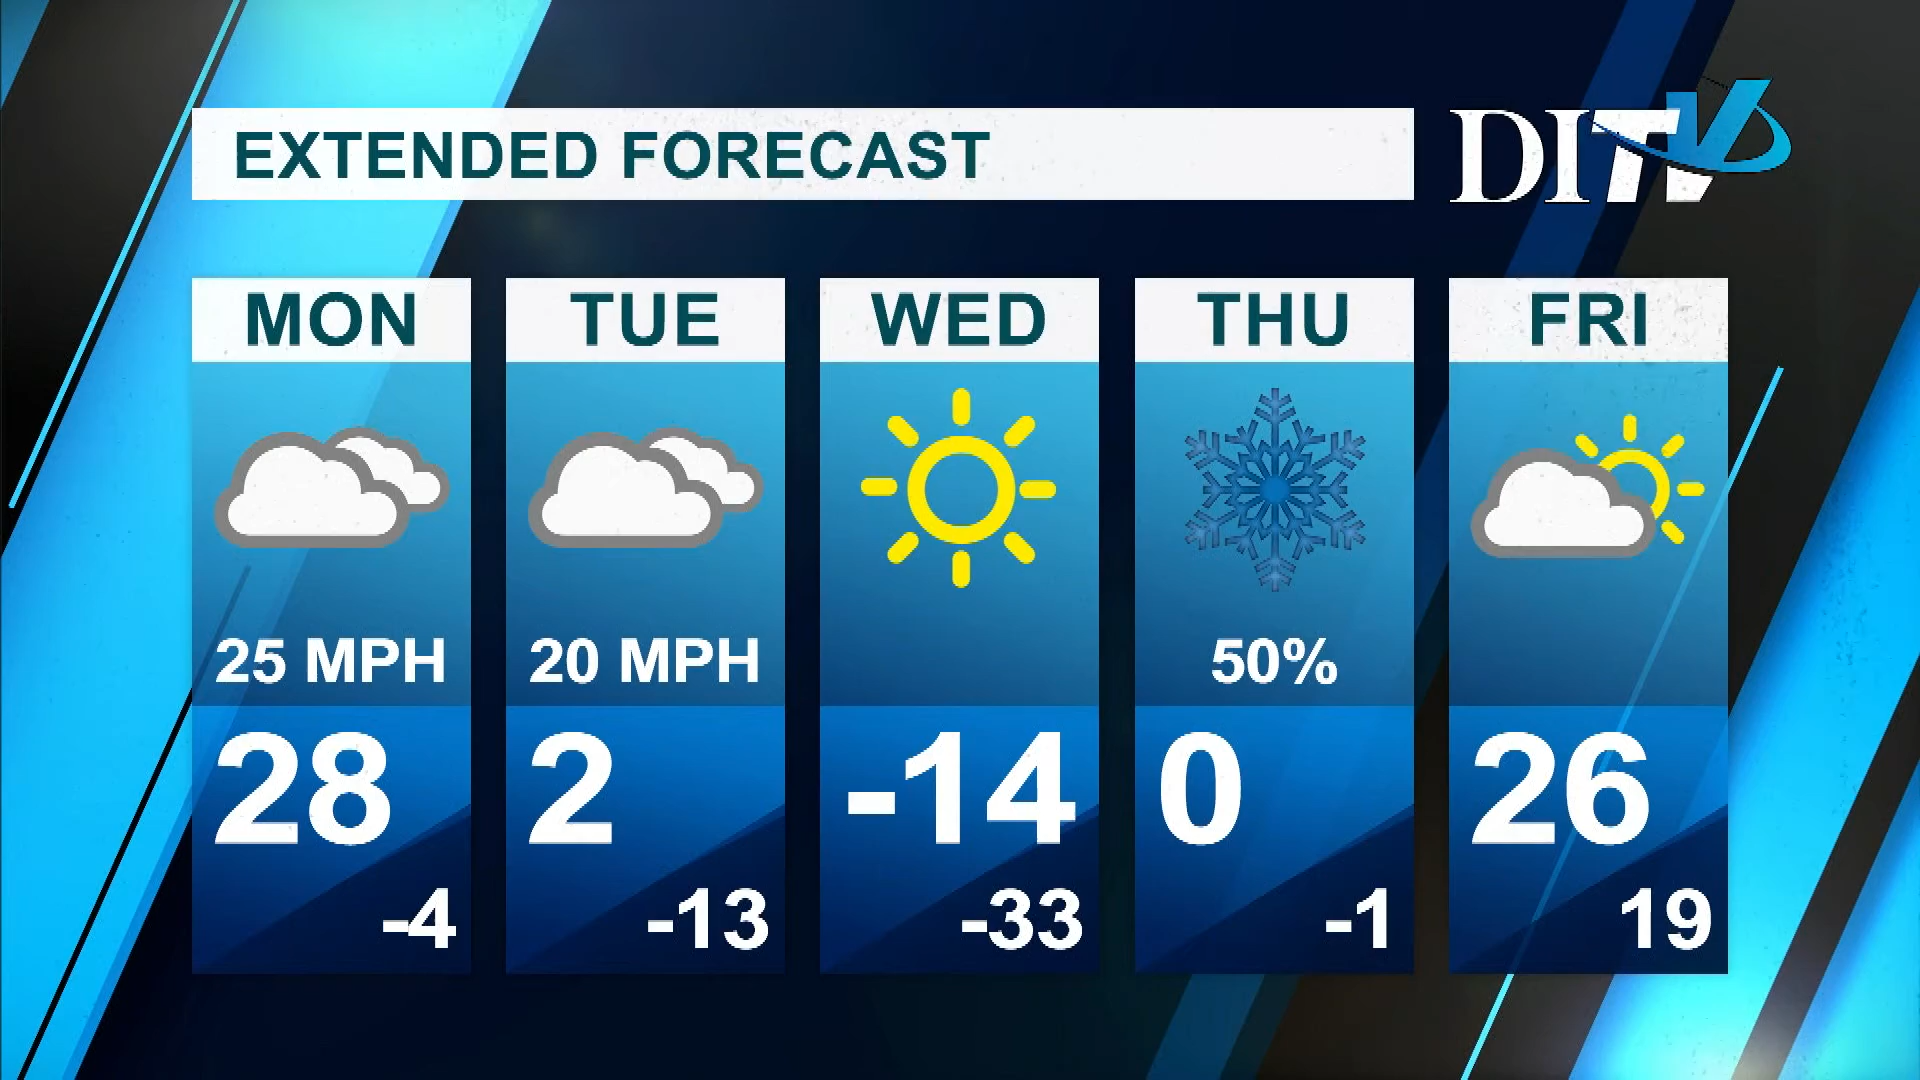 EXTENDED FORECAST
DITV
MON
TUE
WED
THU
FRI
25 MPH
20 MPH
50%
28
2
-14
0
26
-4
-13
-33
-1
19